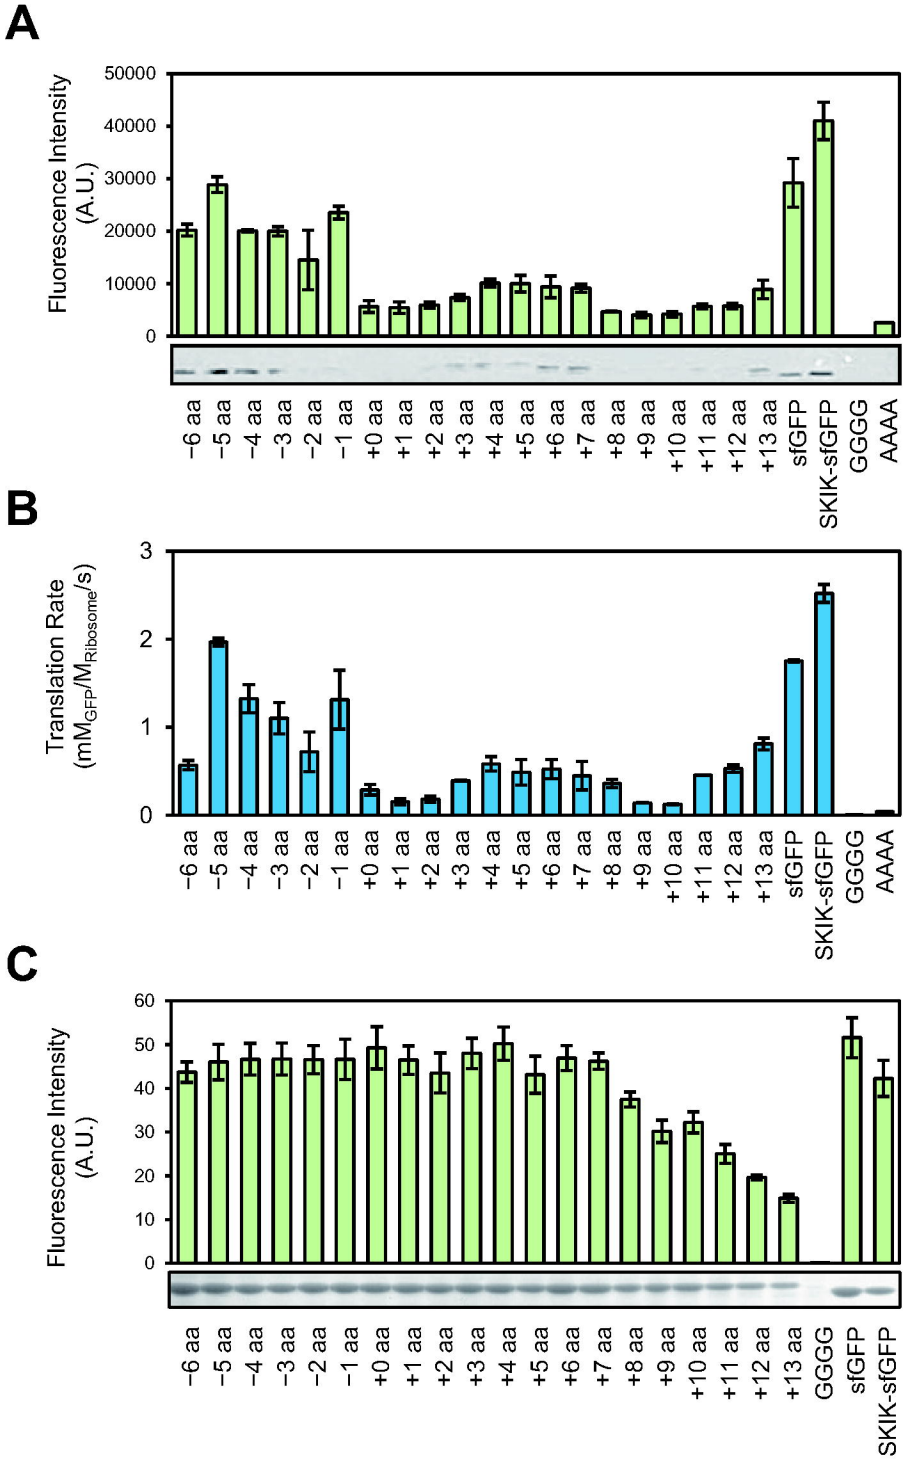 A
Fluorescence Intensity
(A.U.)
50000
40000
30000
20000
10000
0
−6 aa
−5 aa
−4 aa
−3 aa
−2 aa
−1 aa
+0 aa
+1 aa
+2 aa
+3 aa
+4 aa
+5 aa
+6 aa
+7 aa
+8 aa
+9 aa
+10 aa
+11 aa
+12 aa
+13 aa
sfGFP
SKIK-sfGFP
GGGG
AAAA
B
Translation Rate
(mM_GFP/M_Ribosome/s)
3
2
1
0
−6 aa
−5 aa
−4 aa
−3 aa
−2 aa
−1 aa
+0 aa
+1 aa
+2 aa
+3 aa
+4 aa
+5 aa
+6 aa
+7 aa
+8 aa
+9 aa
+10 aa
+11 aa
+12 aa
+13 aa
sfGFP
SKIK-sfGFP
GGGG
AAAA
C
Fluorescence Intensity
(A.U.)
60
50
40
30
20
10
0
−6 aa
−5 aa
−4 aa
−3 aa
−2 aa
−1 aa
+0 aa
+1 aa
+2 aa
+3 aa
+4 aa
+5 aa
+6 aa
+7 aa
+8 aa
+9 aa
+10 aa
+11 aa
+12 aa
+13 aa
GGGG
sfGFP
SKIK-sfGFP